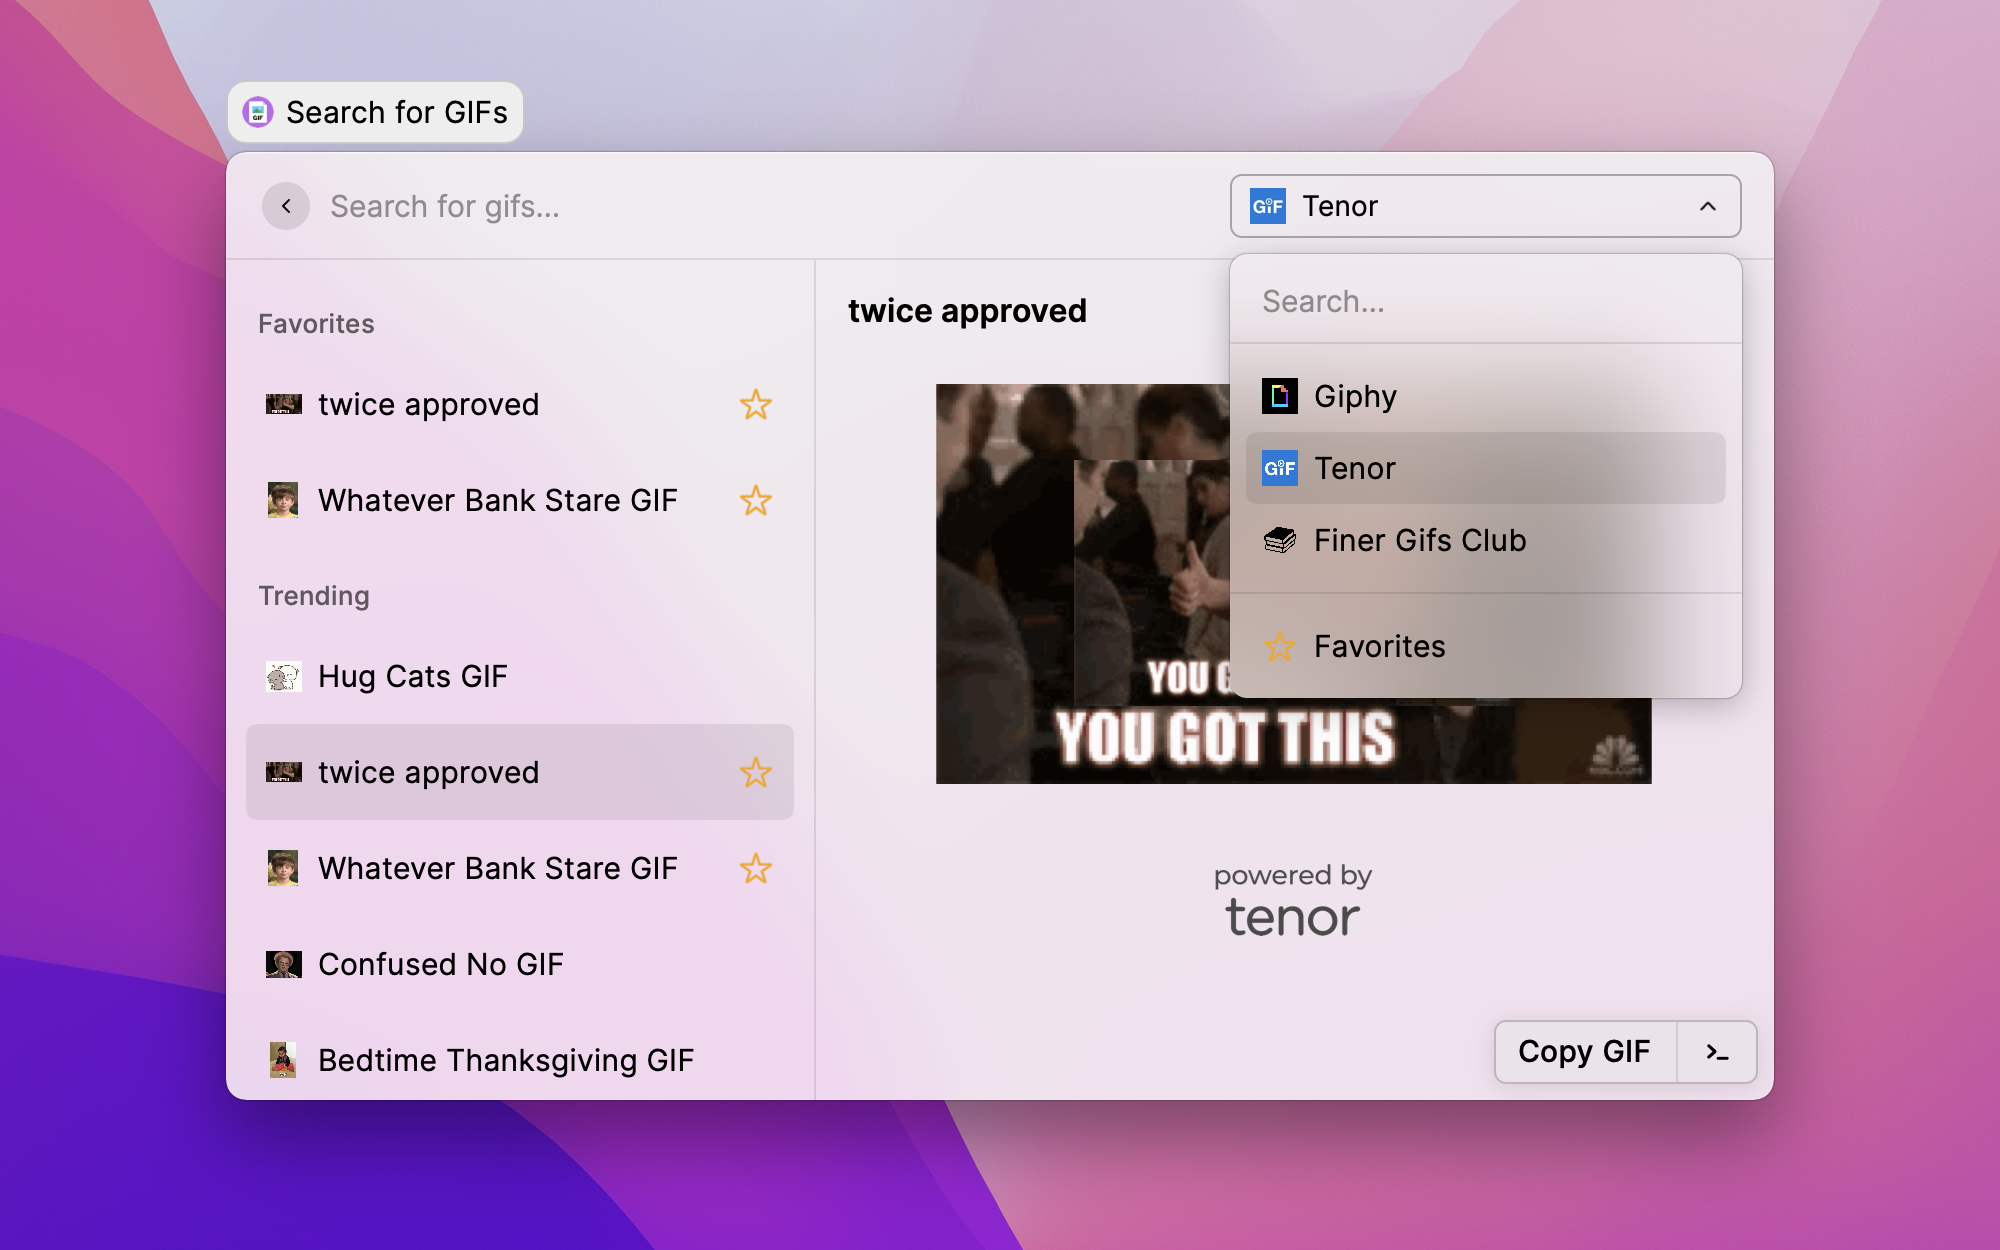 Search for GIFs
Search for gifs...
GIF Tenor
Favorites
twice approved
Whatever Bank Stare GIF
Trending
Hug Cats GIF
twice approved
Whatever Bank Stare GIF
Confused No GIF
Bedtime Thanksgiving GIF
twice approved
YOU G
YOU GOT THIS
powered by
tenor
Search...
Giphy
GIF Tenor
Finer Gifs Club
Favorites
Copy GIF